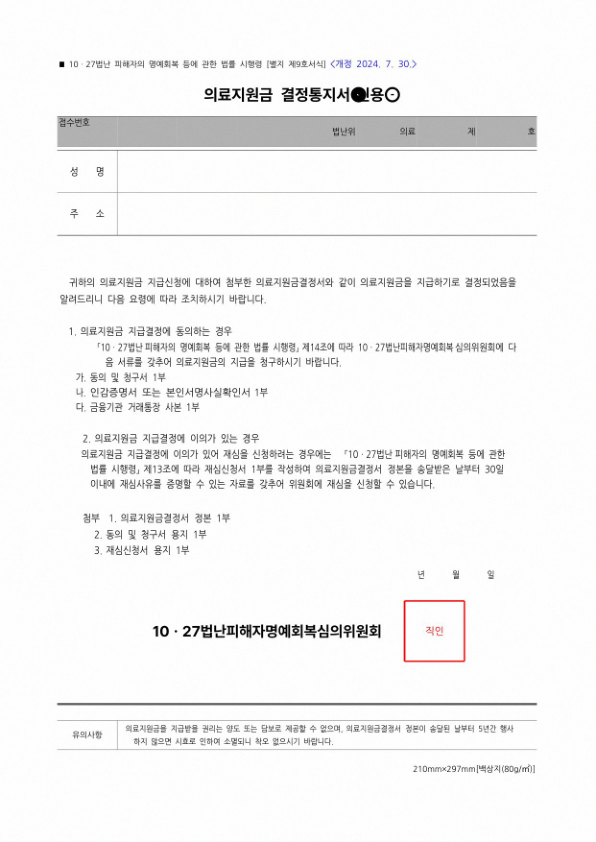 ■ 10ㆍ27법난 피해자의 명예회복 등에 관한 법률 시행령 [별지 제9호서식] <개정 2024. 7. 30.>
의료지원금 결정통지서
접수번호
법난위 의료 제 호
성 명
주 소
귀하의 의료지원금 지급신청에 대하여 첨부한 의료지원금결정서와 같이 의료지원금을 지급하기로 결정되었음을
알려드리니 다음 요령에 따라 조치하시기 바랍니다.
1. 의료지원금 지급결정에 동의하는 경우
「10ㆍ27법난 피해자의 명예회복 등에 관한 법률 시행령」 제14조에 따라 10ㆍ27법난피해자명예회복심의위원회에 다
음 서류를 갖추어 의료지원금의 지급을 청구하시기 바랍니다.
가. 동의 및 청구서 1부
나. 인감증명서 또는 본인서명사실확인서 1부
다. 금융기관 거래통장 사본 1부
2. 의료지원금 지급결정에 이의가 있는 경우
의료지원금 지급결정에 이의가 있어 재심을 신청하려는 경우에는 「10ㆍ27법난 피해자의 명예회복 등에 관한
법률 시행령」 제13조에 따라 재심신청서 1부를 작성하여 의료지원금결정서 정본을 송달받은 날부터 30일
이내에 재심사유를 증명할 수 있는 자료를 갖추어 위원회에 재심을 신청할 수 있습니다.
첨부 1. 의료지원금결정서 정본 1부
2. 동의 및 청구서 용지 1부
3. 재심신청서 용지 1부
년 월 일
10ㆍ27법난피해자명예회복심의위원회
직인
유의사항
의료지원금을 지급받을 권리는 양도 또는 담보로 제공할 수 없으며, 의료지원금결정서 정본이 송달된 날부터 5년간 행사
하지 않으면 시효로 인하여 소멸되니 착오 없으시기 바랍니다.
210mm×297mm[백상지(80g/㎡)]